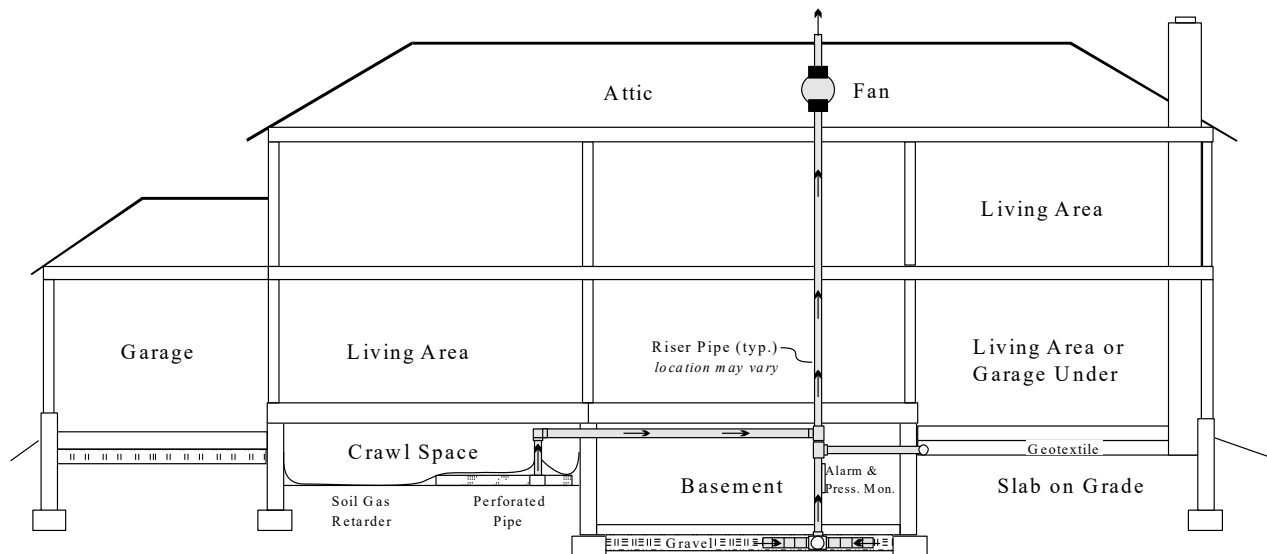 Attic
Fan
Living Area
Garage
Living Area
Riser Pipe (typ.)
location may vary
Living Area or
Garage Under
Crawl Space
Geotextile
Soil Gas
Retarder
Perforated
Pipe
Basement
Alarm &
Press. Mon.
Slab on Grade
Gravel